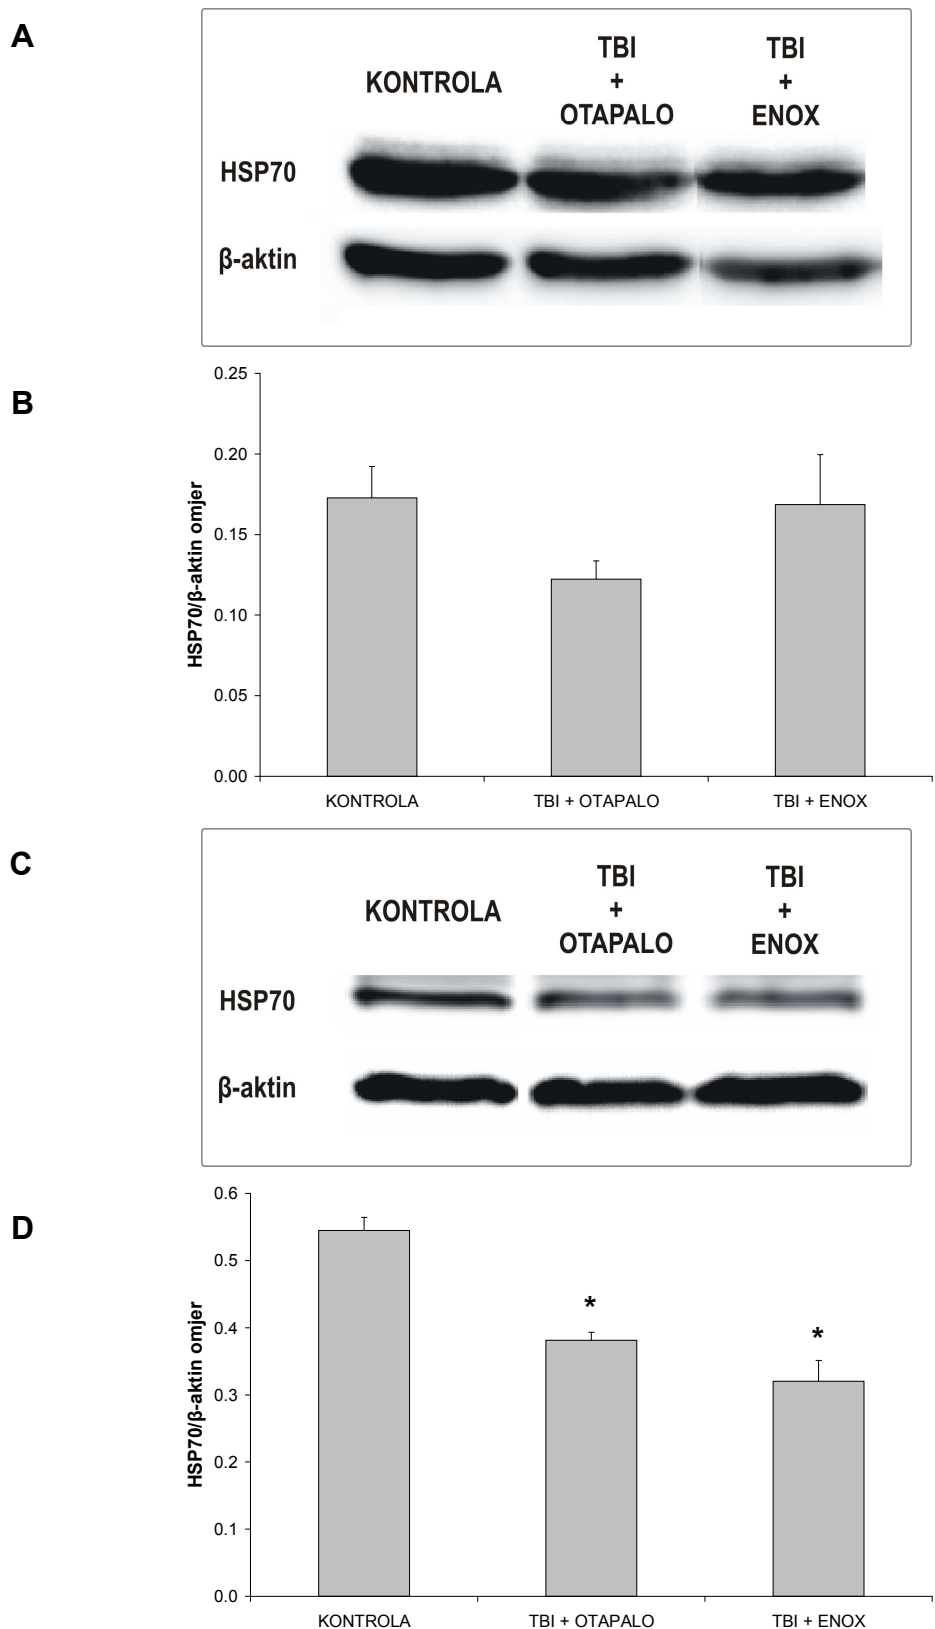 A
KONTROLA
TBI
+
OTAPALO
TBI
+
ENOX
HSP70
β-aktin
B
0.25
0.20
0.15
0.10
0.05
0.00
HSP70/β-aktin omjer
KONTROLA
TBI + OTAPALO
TBI + ENOX
C
KONTROLA
TBI
+
OTAPALO
TBI
+
ENOX
HSP70
β-aktin
D
0.6
0.5
0.4
0.3
0.2
0.1
0.0
HSP70/β-aktin omjer
*
*
KONTROLA
TBI + OTAPALO
TBI + ENOX